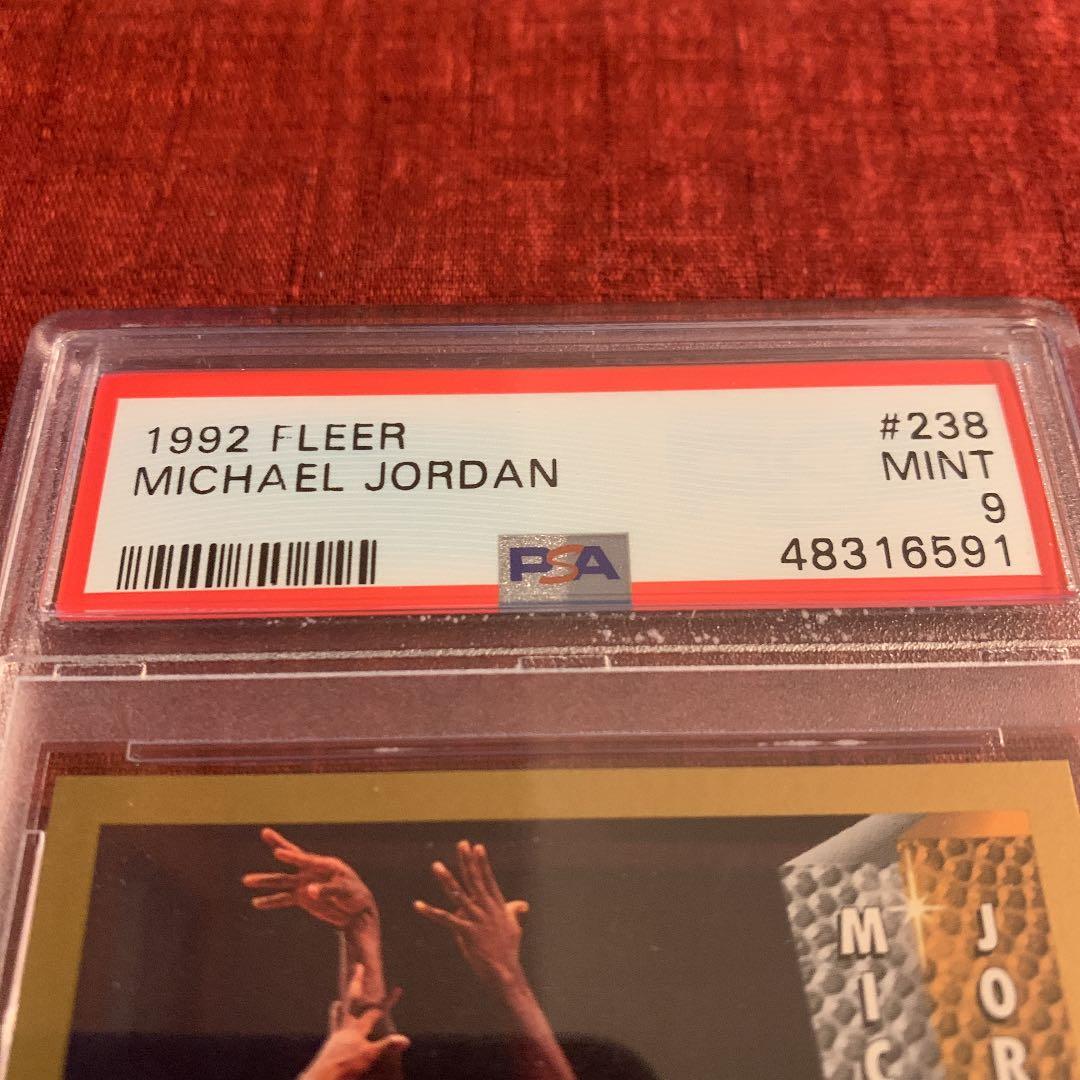 1992 FLEER
MICHAEL JORDAN
#238
MINT
9
48316591
PSA
MIC
JOR